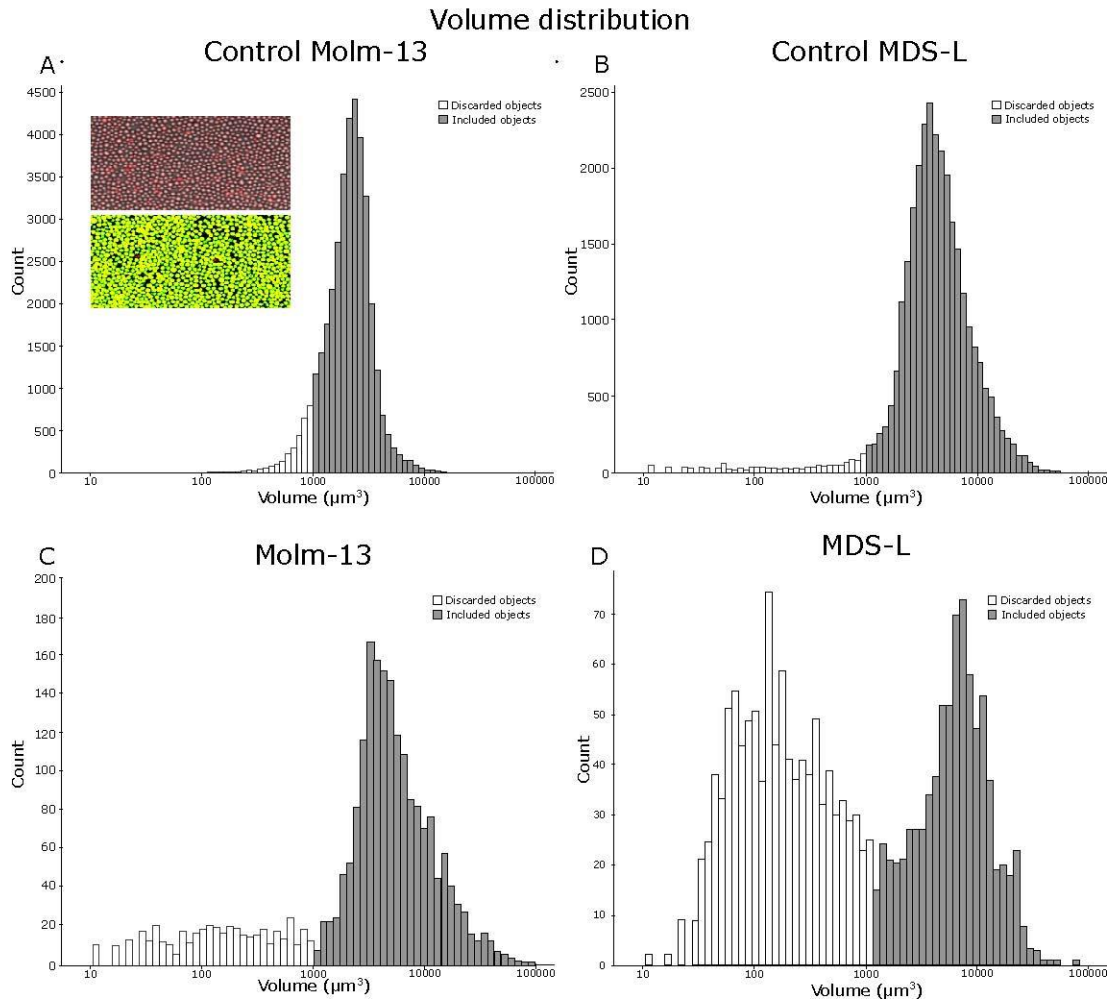 Volume distribution
A
Control Molm-13
4500
4000
3500
3000
2500
2000
1500
1000
500
0
Count
Discarded objects
Included objects
10
100
1000
10000
100000
Volume (µm³)
B
Control MDS-L
2500
2000
1500
1000
500
0
Count
Discarded objects
Included objects
10
100
1000
10000
100000
Volume (µm³)
C
Molm-13
200
180
160
140
120
100
80
60
40
20
0
Count
Discarded objects
Included objects
10
100
1000
10000
100000
Volume (µm³)
D
MDS-L
70
60
50
40
30
20
10
0
Count
Discarded objects
Included objects
10
100
1000
10000
100000
Volume (µm³)